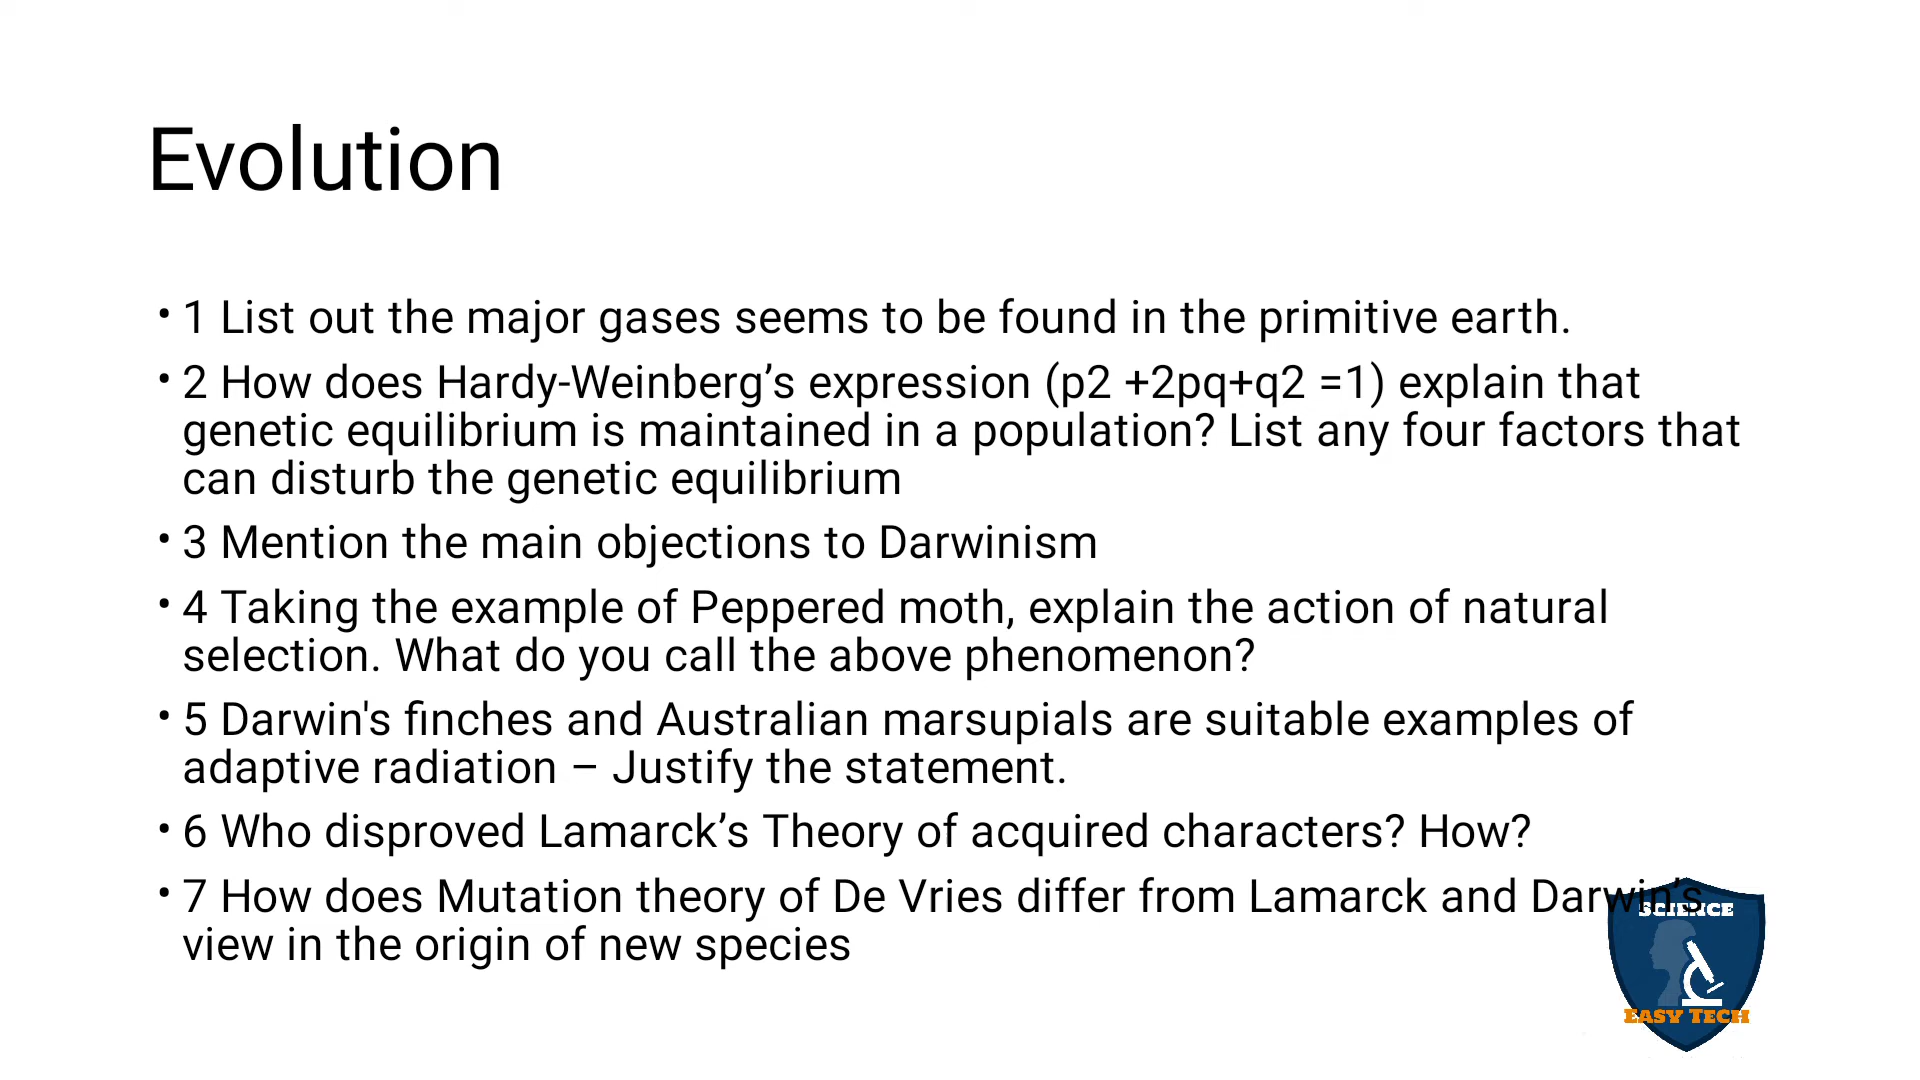 Evolution
• 1 List out the major gases seems to be found in the primitive earth.
• 2 How does Hardy-Weinberg’s expression (p2 +2pq+q2 =1) explain that
genetic equilibrium is maintained in a population? List any four factors that
can disturb the genetic equilibrium
• 3 Mention the main objections to Darwinism
• 4 Taking the example of Peppered moth, explain the action of natural
selection. What do you call the above phenomenon?
• 5 Darwin's finches and Australian marsupials are suitable examples of
adaptive radiation – Justify the statement.
• 6 Who disproved Lamarck’s Theory of acquired characters? How?
• 7 How does Mutation theory of De Vries differ from Lamarck and Darwin’s
view in the origin of new species
SCIENCE
EASY TECH